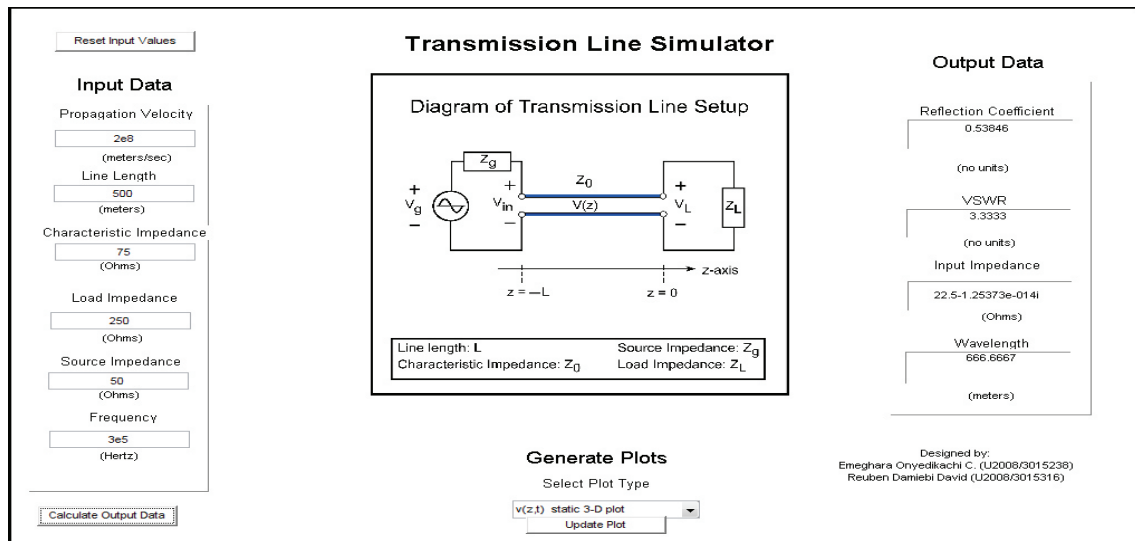 Reset Input Values
Transmission Line Simulator
Input Data
Propagation Velocity
2e8
(meters/sec)
Line Length
500
(meters)
Characteristic Impedance
75
(Ohms)
Load Impedance
250
(Ohms)
Source Impedance
50
(Ohms)
Frequency
3e5
(Hertz)
Calculate Output Data
Diagram of Transmission Line Setup
Zg
+ + Z0 +
Vg Vin V(z) VL ZL
− − −
z-axis
z = −L z = 0
Line length: L Source Impedance: Zg
Characteristic Impedance: Z0 Load Impedance: ZL
Generate Plots
Select Plot Type
v(z,t) static 3-D plot
Update Plot
Output Data
Reflection Coefficient
0.53846
(no units)
VSWR
3.3333
(no units)
Input Impedance
22.5-1.25373e-014i
(Ohms)
Wavelength
666.6667
(meters)
Designed by:
Emeghara Onyedikachi C. (U2008/3015238)
Reuben Damiebi David (U2008/3015316)